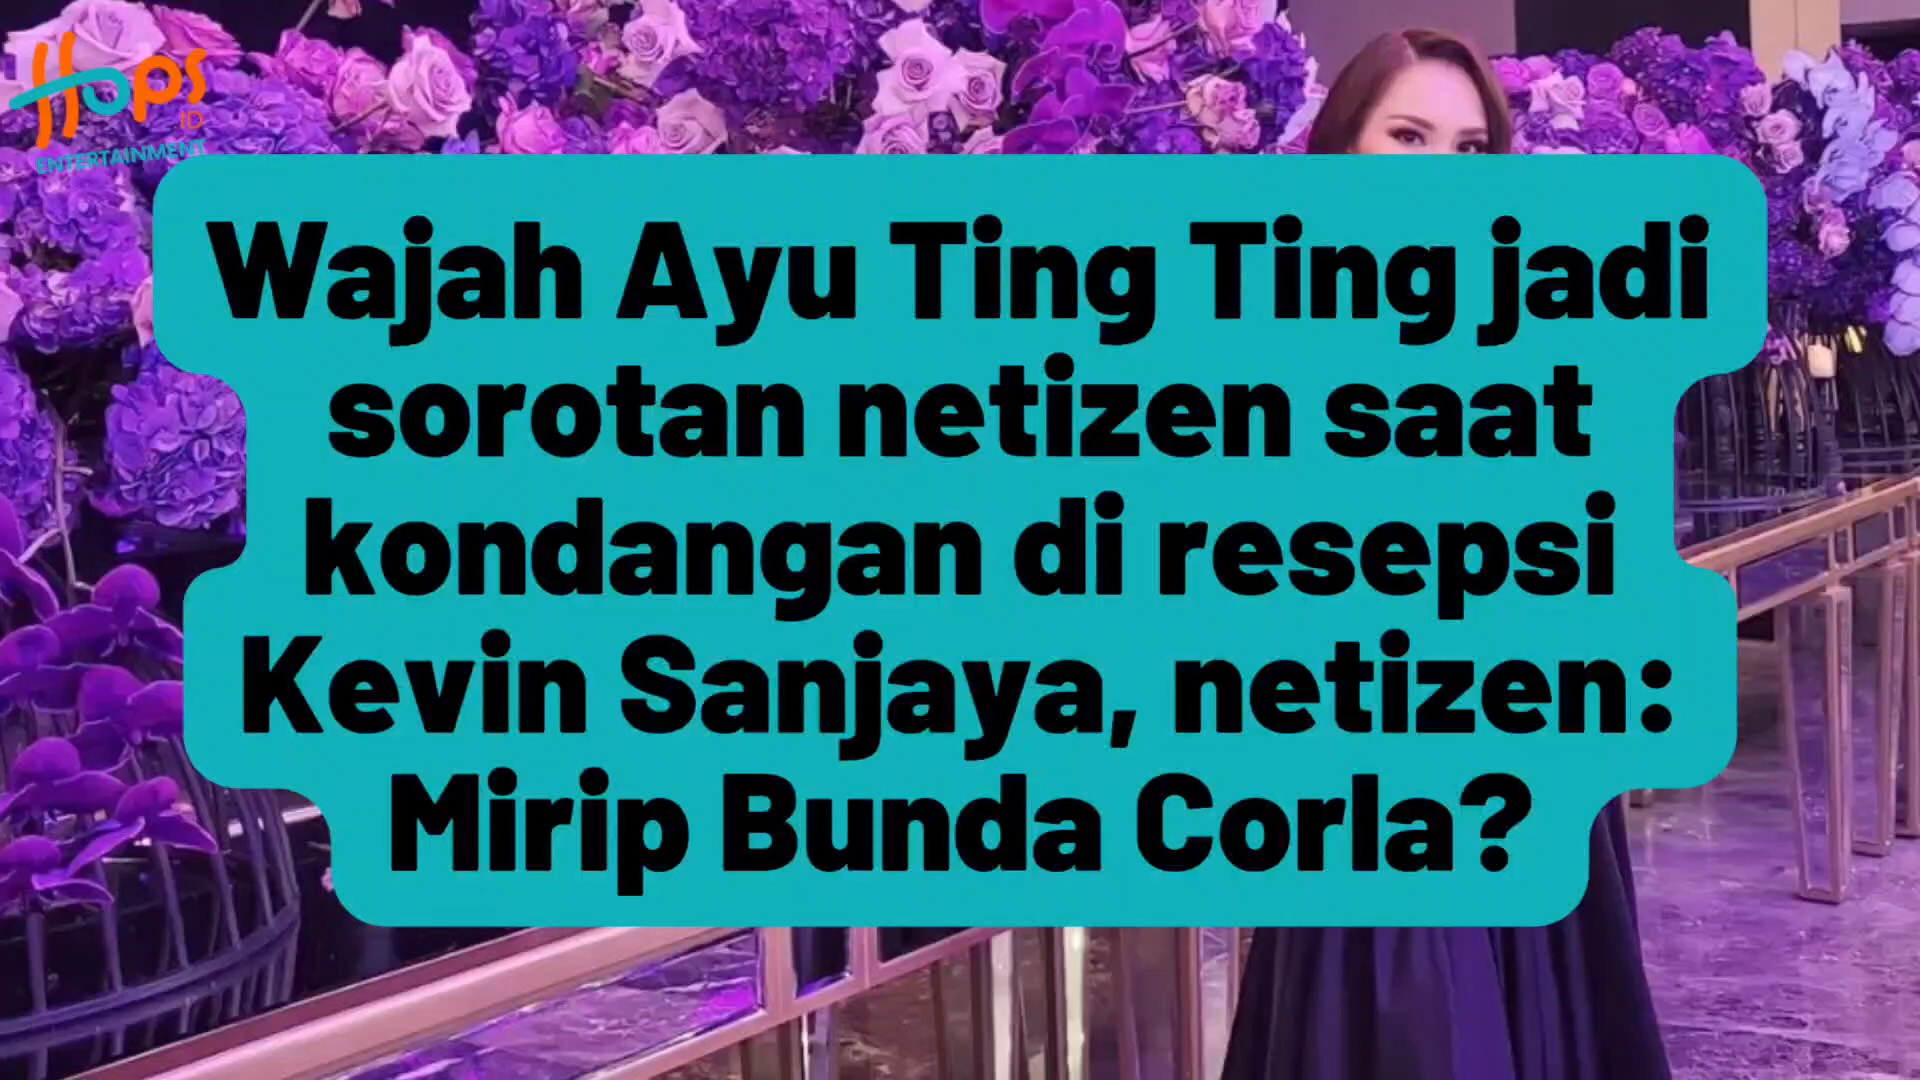 Hops
ID
ENTERTAINMENT
Wajah Ayu Ting Ting jadi
sorotan netizen saat
kondangan di resepsi
Kevin Sanjaya, netizen:
Mirip Bunda Corla?